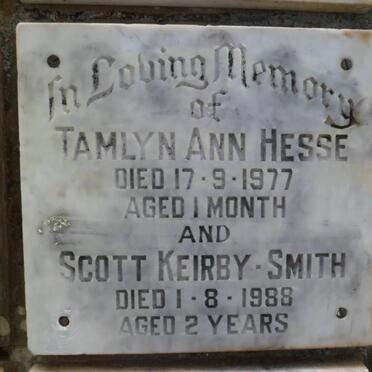 In Loving Memory
of
TAMLYN ANN HESSE
DIED 17·9·1977
AGED 1 MONTH
AND
SCOTT KEIRBY-SMITH
DIED 1·8·1988
AGED 2 YEARS